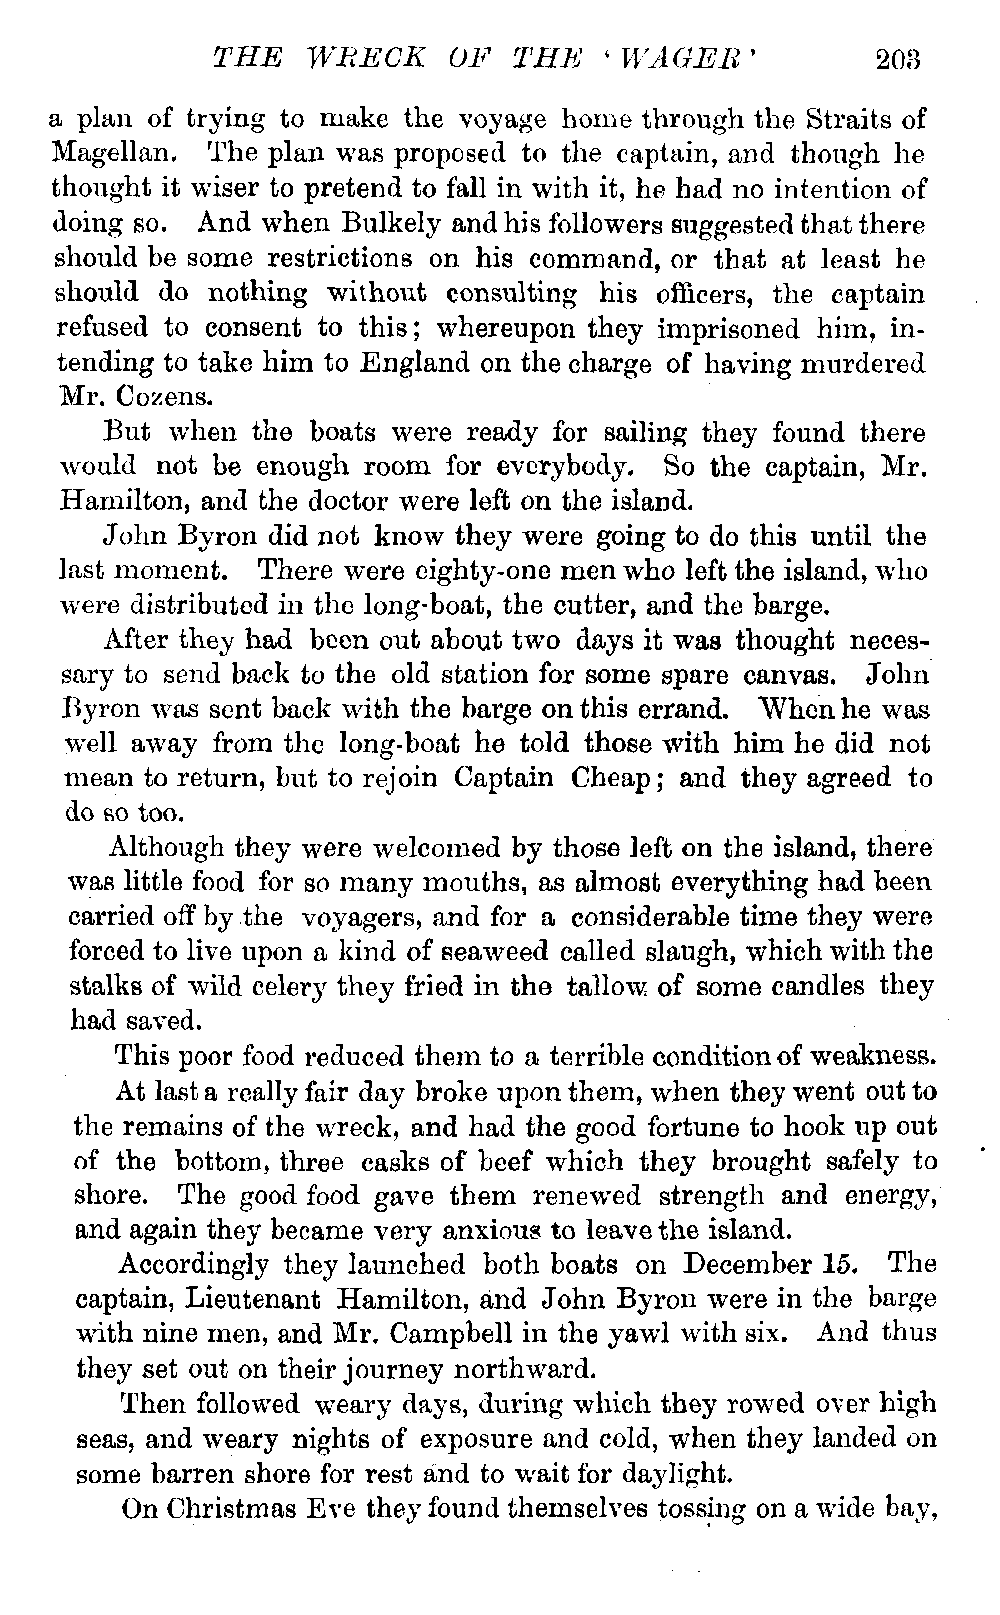 THE WRECK OF THE 'WAGER' 203
a plan of trying to make the voyage home through the Straits of
Magellan. The plan was proposed to the captain, and though he
thought it wiser to pretend to fall in with it, he had no intention of
doing so. And when Bulkely and his followers suggested that there
should be some restrictions on his command, or that at least he
should do nothing without consulting his officers, the captain
refused to consent to this; whereupon they imprisoned him, in-
tending to take him to England on the charge of having murdered
Mr. Cozens.
But when the boats were ready for sailing they found there
would not be enough room for everybody. So the captain, Mr.
Hamilton, and the doctor were left on the island.
John Byron did not know they were going to do this until the
last moment. There were eighty-one men who left the island, who
were distributed in the long-boat, the cutter, and the barge.
After they had been out about two days it was thought neces-
sary to send back to the old station for some spare canvas. John
Byron was sent back with the barge on this errand. When he was
well away from the long-boat he told those with him he did not
mean to return, but to rejoin Captain Cheap; and they agreed to
do so too.
Although they were welcomed by those left on the island, there
was little food for so many mouths, as almost everything had been
carried off by the voyagers, and for a considerable time they were
forced to live upon a kind of seaweed called slaugh, which with the
stalks of wild celery they fried in the tallow of some candles they
had saved.
This poor food reduced them to a terrible condition of weakness.
At last a really fair day broke upon them, when they went out to
the remains of the wreck, and had the good fortune to hook up out
of the bottom, three casks of beef which they brought safely to
shore. The good food gave them renewed strength and energy,
and again they became very anxious to leave the island.
Accordingly they launched both boats on December 15. The
captain, Lieutenant Hamilton, and John Byron were in the barge
with nine men, and Mr. Campbell in the yawl with six. And thus
they set out on their journey northward.
Then followed weary days, during which they rowed over high
seas, and weary nights of exposure and cold, when they landed on
some barren shore for rest and to wait for daylight.
On Christmas Eve they found themselves tossing on a wide bay,